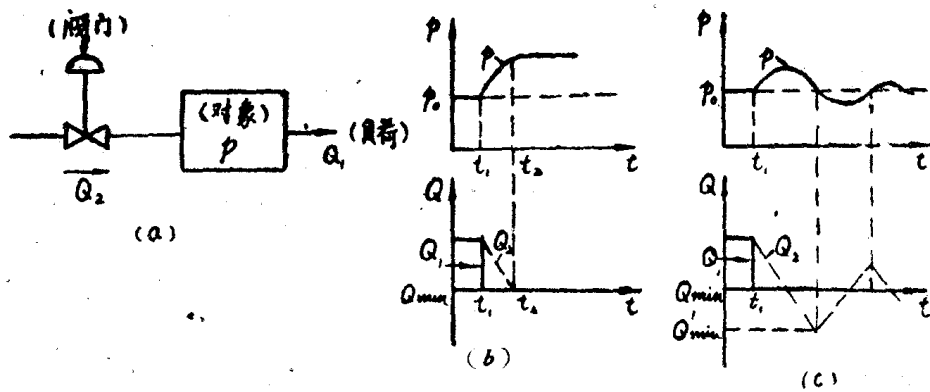 (阀门)
(对象)
p
(负荷)
Q₁
Q₂
(a)
p
p
p₀
t₁
t₂
t
Q
Q₁
Q₂
Qmin
t₁
t₂
t
(b)
p
p
p₀
t₁
t
Q
Q
Q₂
Qmin
t₁
t
Q'min
(c)